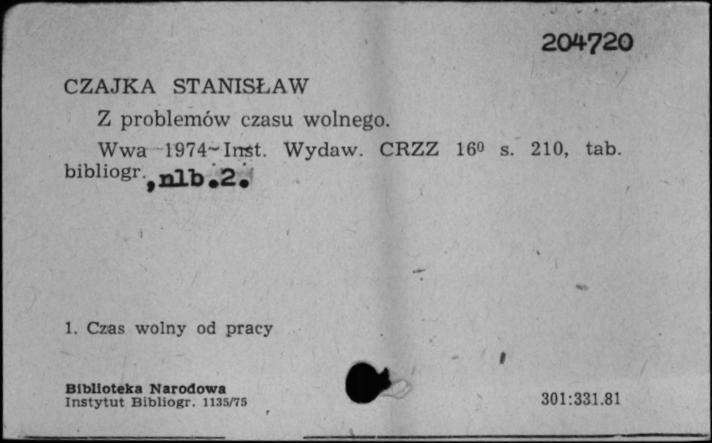 204720
CZAJKA STANISŁAW
Z problemów czasu wolnego.
Wwa 1974 Inst. Wydaw. CRZZ 16⁰ s. 210, tab.
bibliogr., nlb.2.
1. Czas wolny od pracy
Biblioteka Narodowa
Instytut Bibliogr. 1135/75
301:331.81